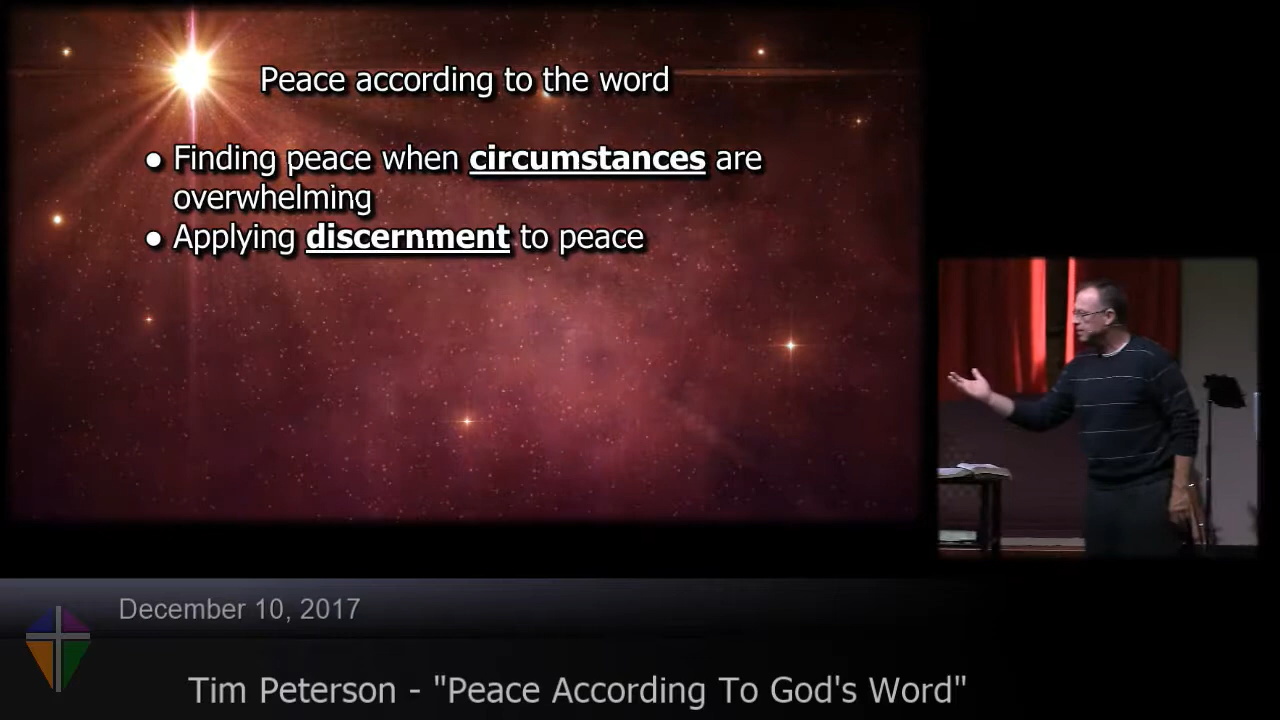 Peace according to the word
● Finding peace when circumstances are
overwhelming
● Applying discernment to peace
December 10, 2017
Tim Peterson - "Peace According To God's Word"